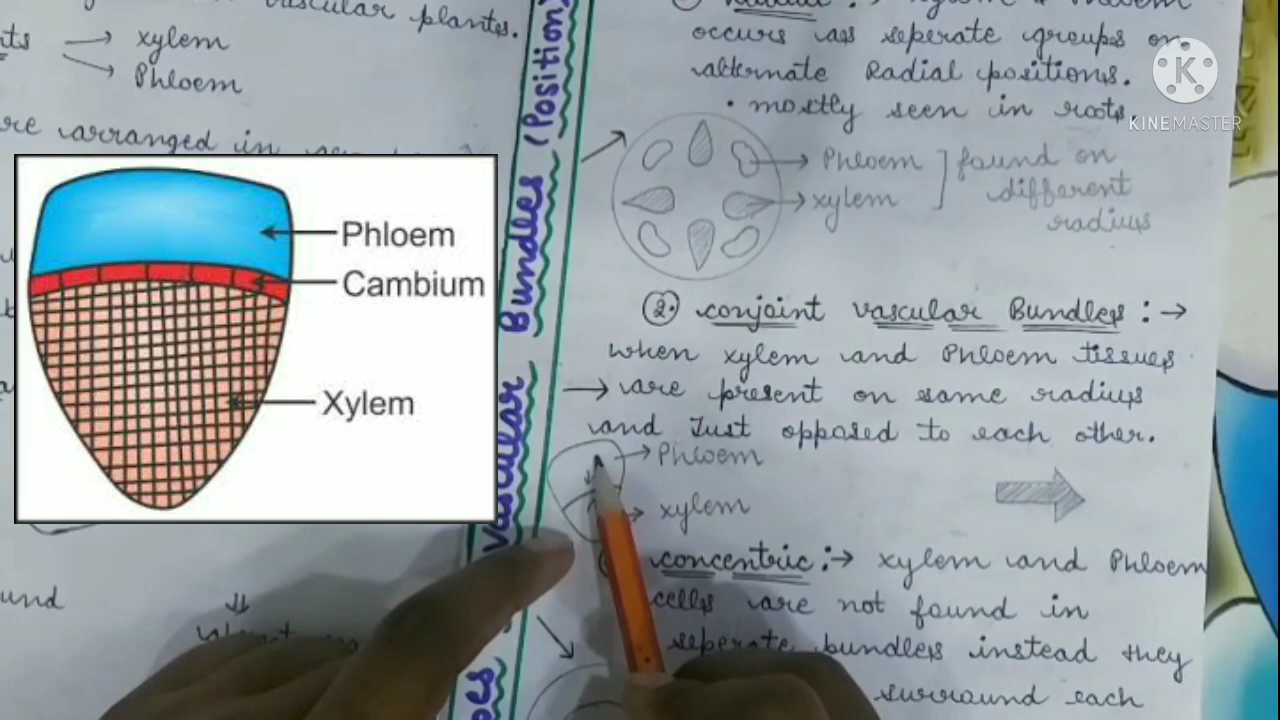 vascular plants.
xylem
Phloem
arranged in
Phloem
Cambium
Xylem
und
vascular Bundles (Position)
occurs as seperate groups on
alternate Radial positions.
• mostly seen in roots.
Phloem
xylem
found on
different
radius
2. conjoint vascular Bundles :→
when xylem and Phloem tissues
→ are present on same radius
and Just opposed to each other.
Phloem
xylem
concentric :→ xylem and Phloem
cells are not found in
seperate bundles instead they
surround each
K
KINEMASTER